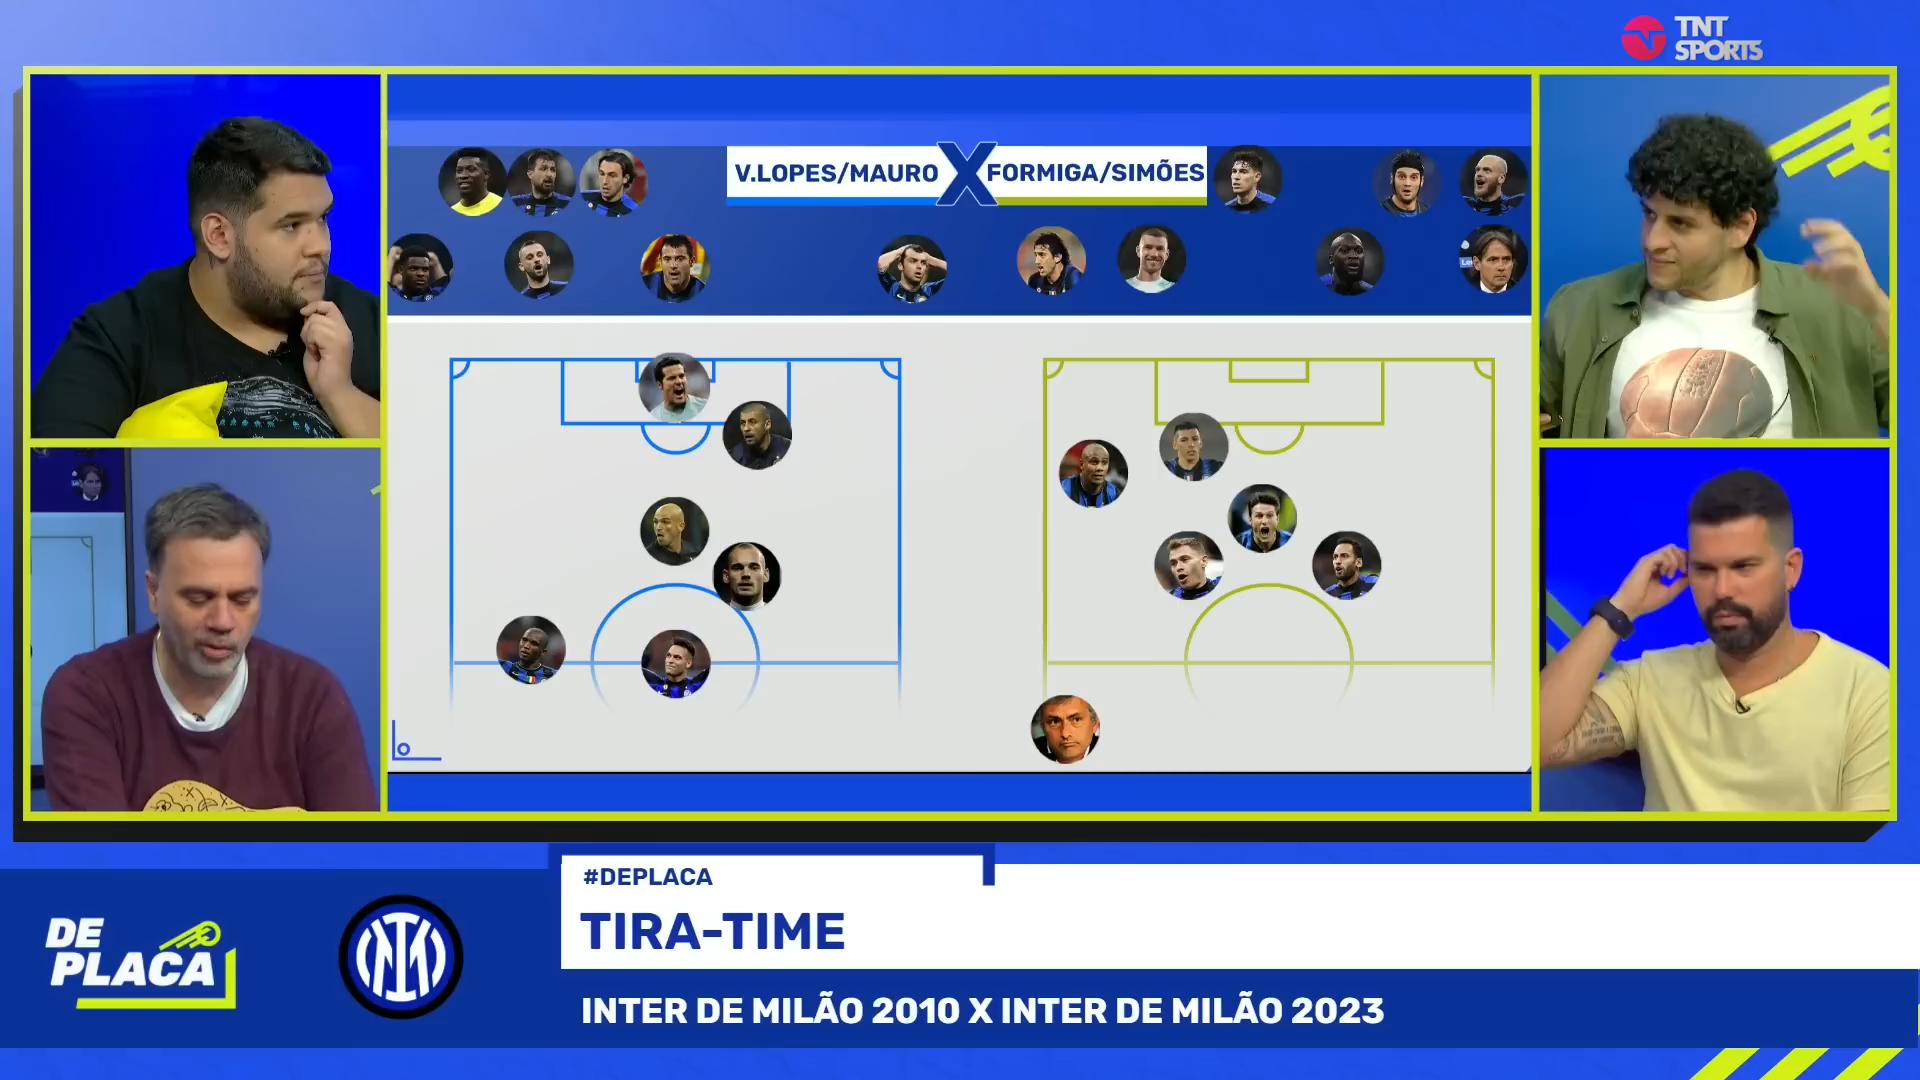 TNT
SPORTS
V.LOPES/MAURO X FORMIGA/SIMÕES
#DEPLACA
TIRA-TIME
DE
PLACA
INTER DE MILÃO 2010 X INTER DE MILÃO 2023